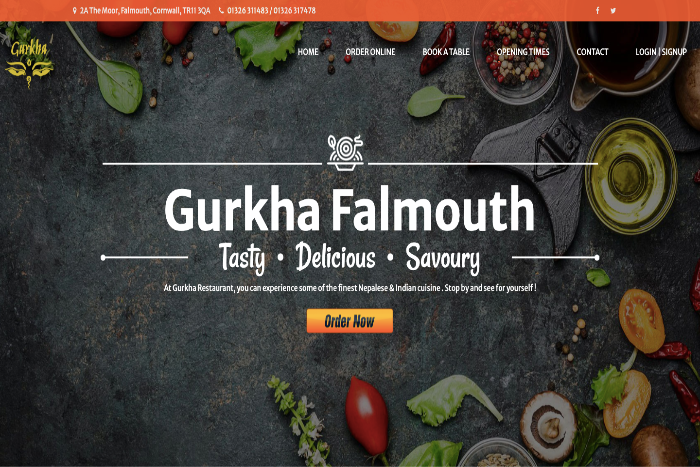 2A The Moor, Falmouth, Cornwall, TR11 3QA 01326 311483 / 01326 317478
Gurkha
HOME ORDER ONLINE BOOK A TABLE OPENING TIMES CONTACT LOGIN | SIGNUP
Gurkha Falmouth
Tasty • Delicious • Savoury
At Gurkha Restaurant, you can experience some of the finest Nepalese & Indian cuisine . Stop by and see for yourself !
Order Now